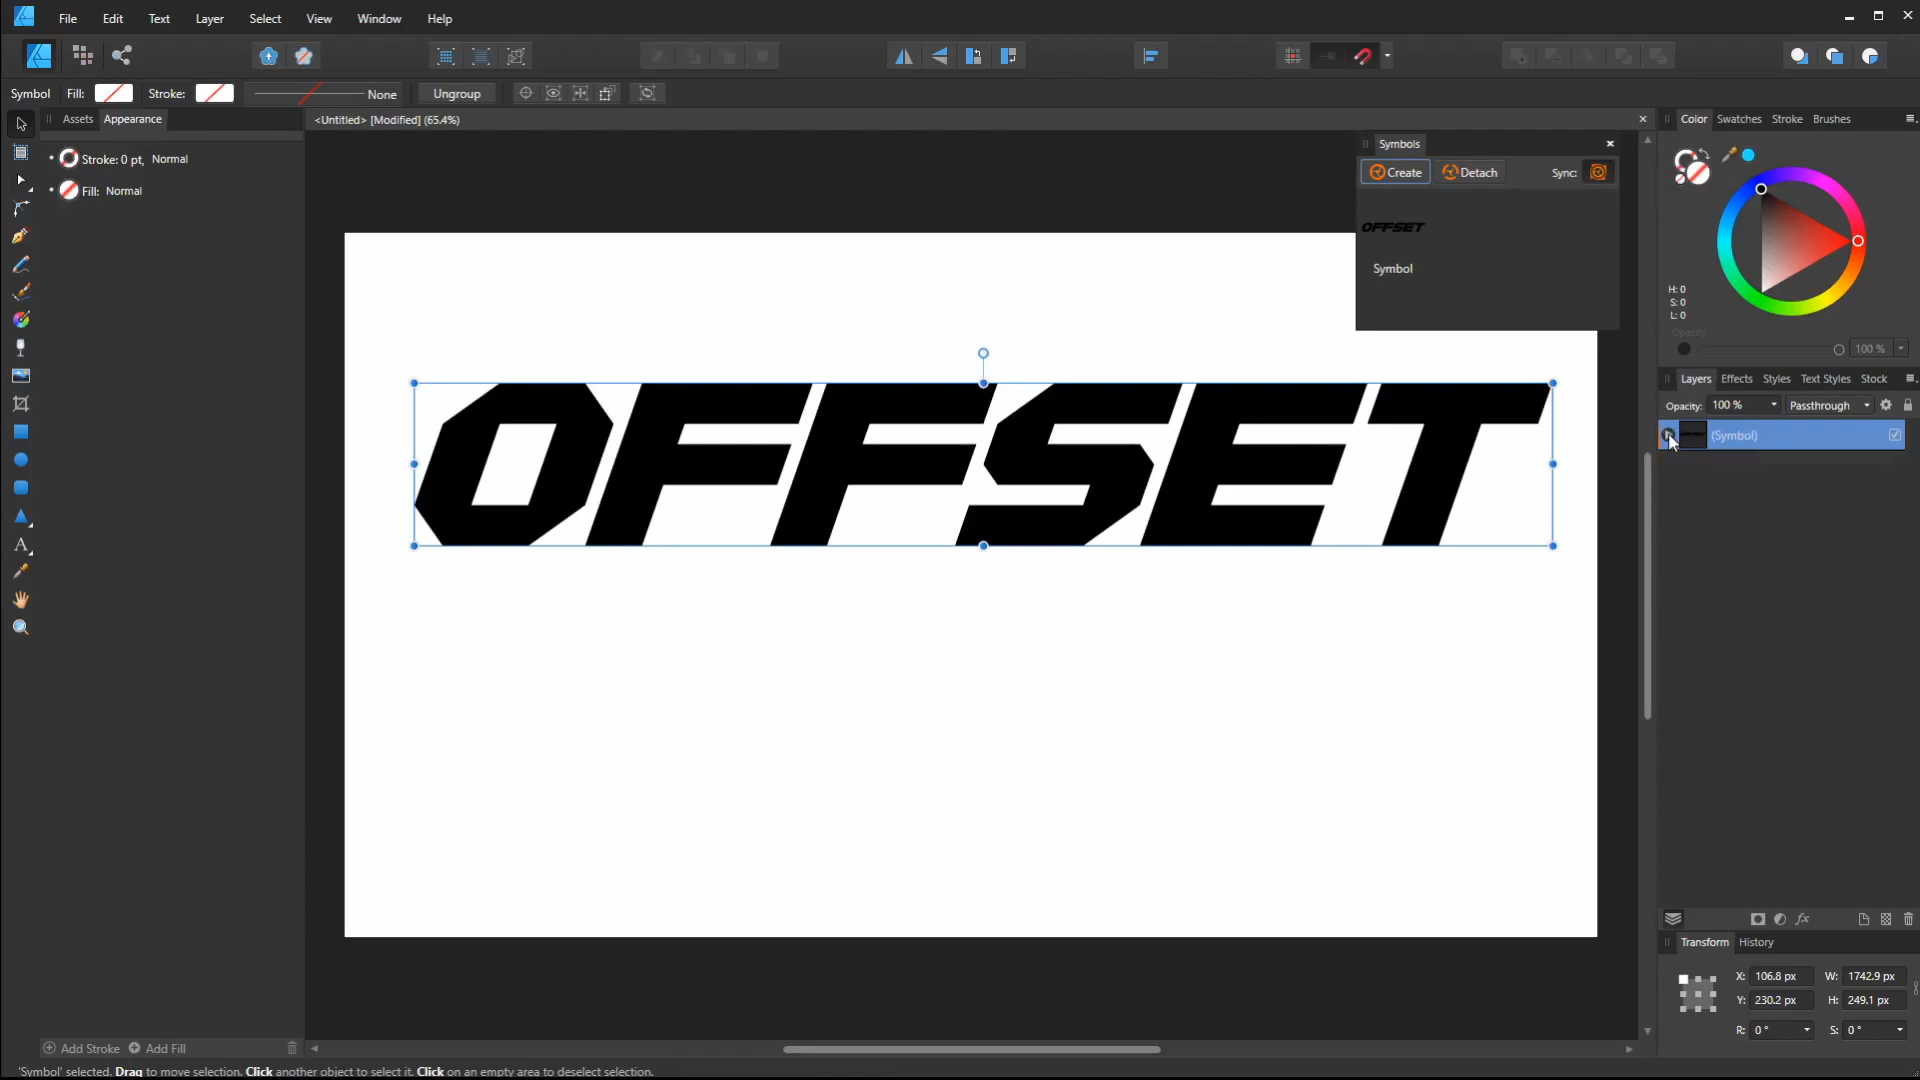 File Edit Text Layer Select View Window Help
Symbol Fill: Stroke: None Ungroup
Assets Appearance
<Untitled> [Modified] (65.4%)
Color Swatches Stroke Brushes
Stroke: 0 pt, Normal
Fill: Normal
Symbols
Create Detach Sync:
OFFSET
Symbol
H: 0
S: 0
L: 0
Opacity
100 %
Layers Effects Styles Text Styles Stock
Opacity: 100 % Passthrough
(Symbol)
OFFSET
Transform History
X: 106.8 px W: 1742.9 px
Y: 230.2 px H: 249.1 px
R: 0 ° S: 0 °
Add Stroke Add Fill
'Symbol' selected. Drag to move selection. Click another object to select it. Click on an empty area to deselect selection.